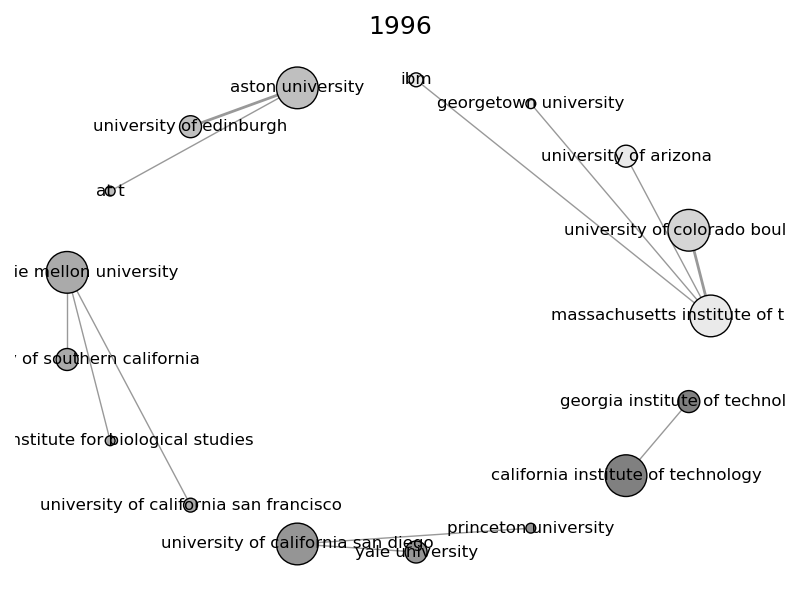 1996
ibm
aston university
georgetown university
university of edinburgh
university of arizona
at t
university of colorado boul
ie mellon university
massachusetts institute of t
of southern california
georgia institute of technol
nstitute for biological studies
california institute of technology
university of california san francisco
princeton university
university of california san diego
yale university